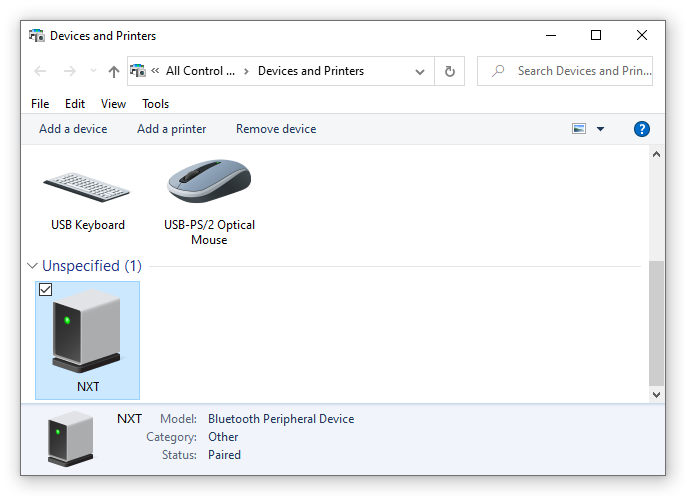 Devices and Printers
« All Control ... > Devices and Printers
Search Devices and Prin...
File Edit View Tools
Add a device Add a printer Remove device ?
USB Keyboard
USB-PS/2 Optical
Mouse
Unspecified (1)
NXT
NXT Model: Bluetooth Peripheral Device
Category: Other
Status: Paired